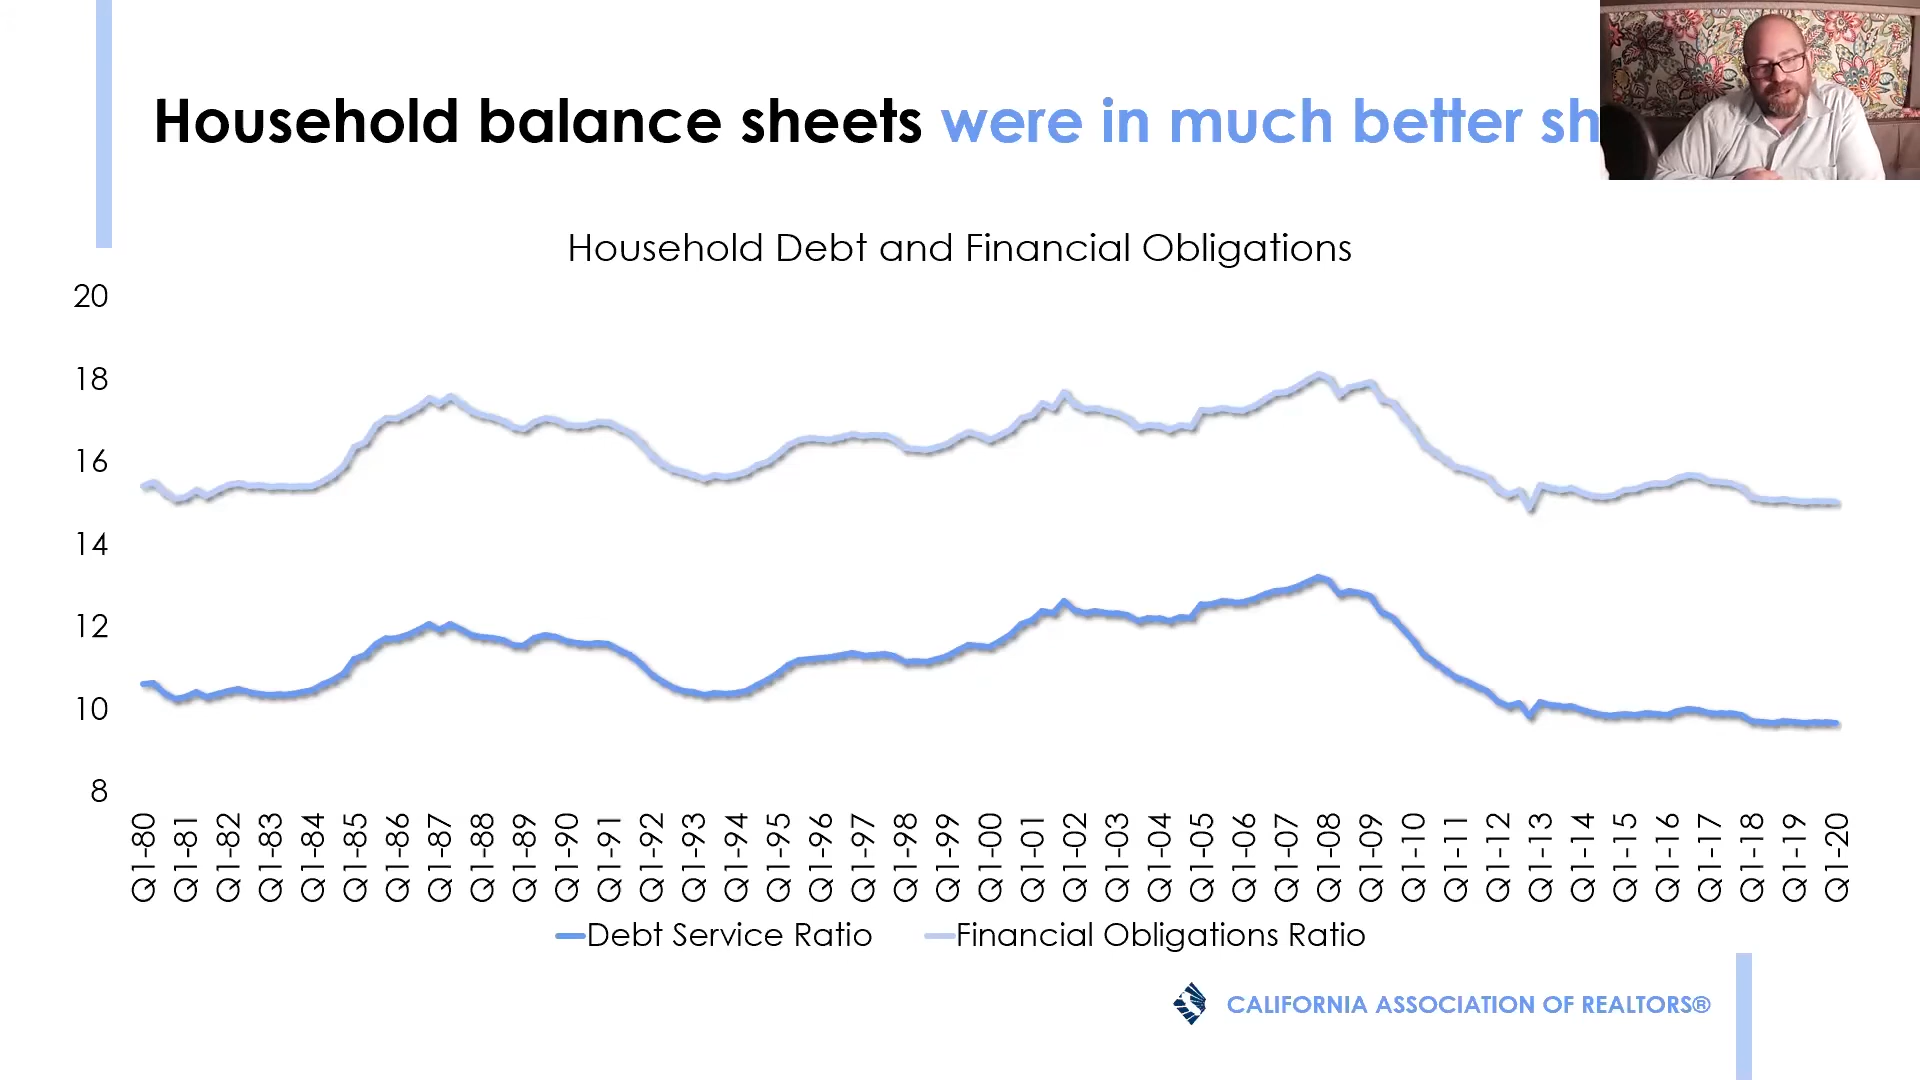 Household balance sheets were in much better sh
Household Debt and Financial Obligations
20
18
16
14
12
10
8
Q1-80 Q1-81 Q1-82 Q1-83 Q1-84 Q1-85 Q1-86 Q1-87 Q1-88 Q1-89 Q1-90 Q1-91 Q1-92 Q1-93 Q1-94 Q1-95 Q1-96 Q1-97 Q1-98 Q1-99 Q1-00 Q1-01 Q1-02 Q1-03 Q1-04 Q1-05 Q1-06 Q1-07 Q1-08 Q1-09 Q1-10 Q1-11 Q1-12 Q1-13 Q1-14 Q1-15 Q1-16 Q1-17 Q1-18 Q1-19 Q1-20
Debt Service Ratio Financial Obligations Ratio
CALIFORNIA ASSOCIATION OF REALTORS®